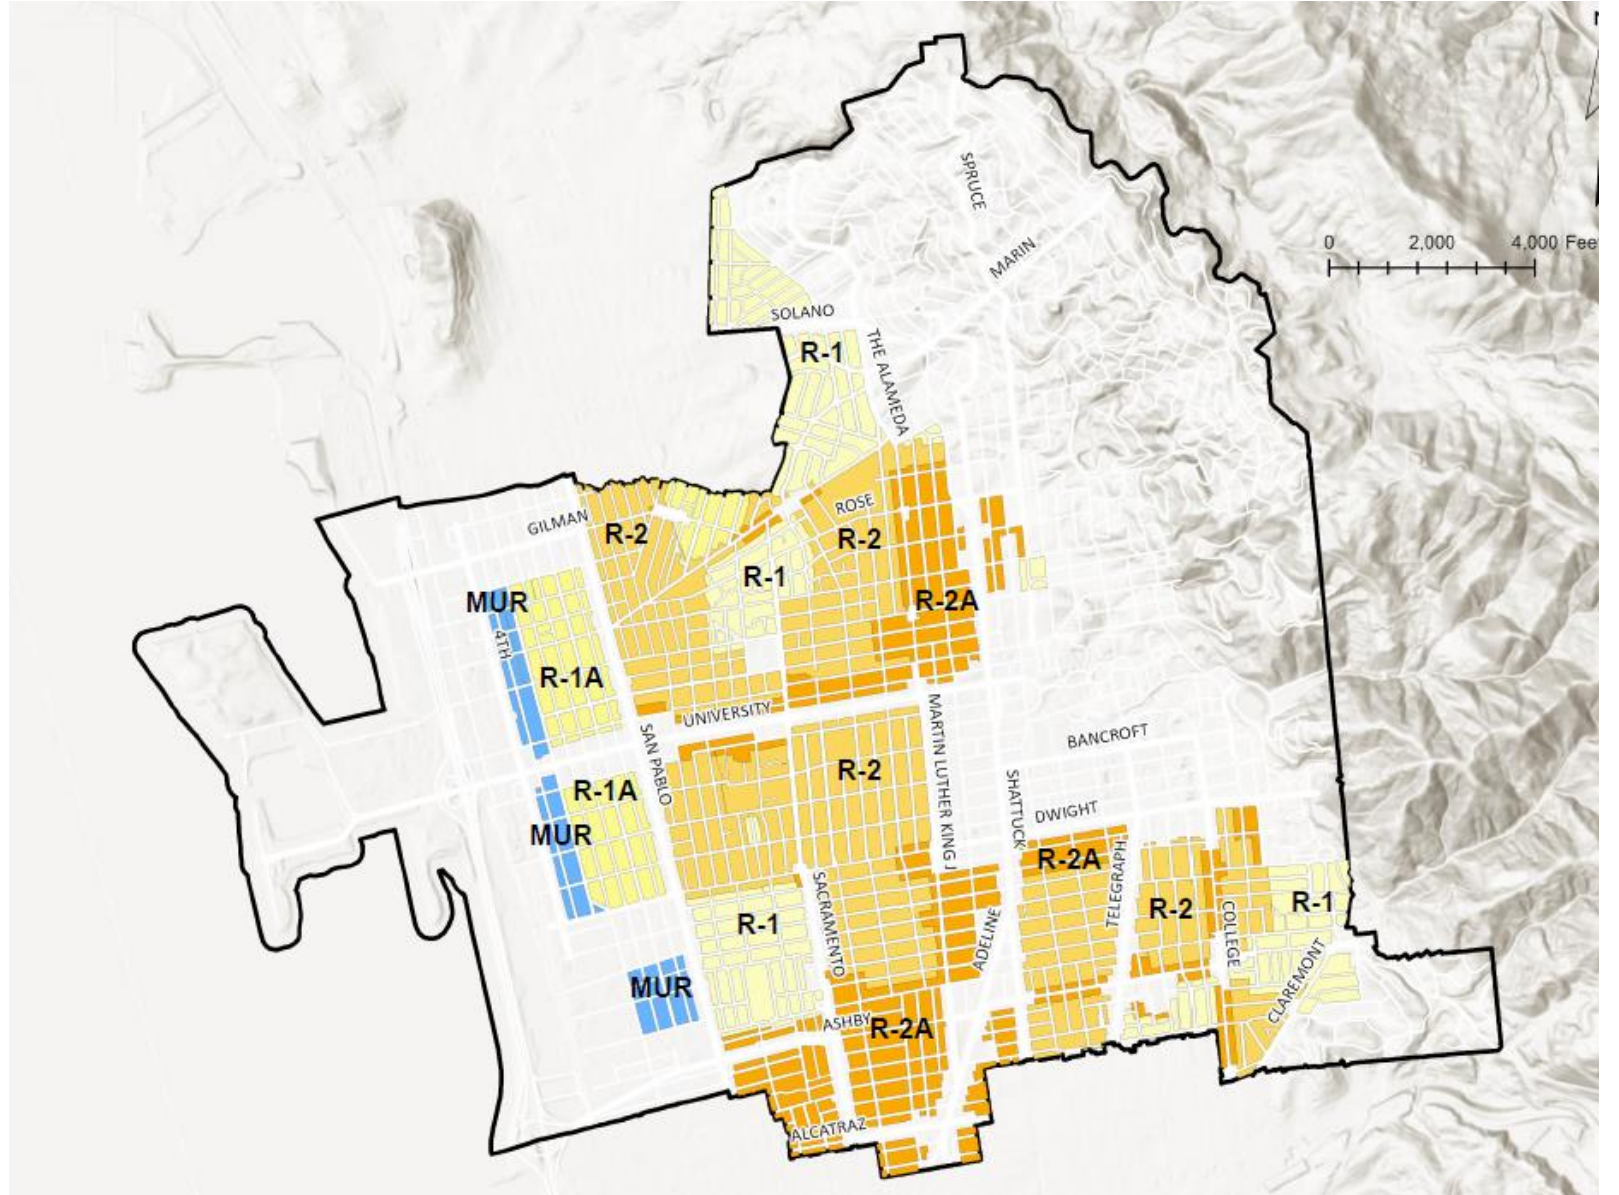 SPRUCE
MARIN
0 2,000 4,000 Feet
SOLANO
R-1
THE ALAMEDA
GILMAN
ROSE
R-2
R-2
R-1
MUR
R-2A
4TH
R-1A
UNIVERSITY
MARTIN LUTHER KING J
SAN PABLO
BANCROFT
R-2
R-1A
SHATTUCK
DWIGHT
MUR
R-2A
TELEGRAPH
SACRAMENTO
R-1
R-2
R-1
COLLEGE
ADELINE
CLAREMONT
MUR
ASHBY
R-2A
ALCATRAZ